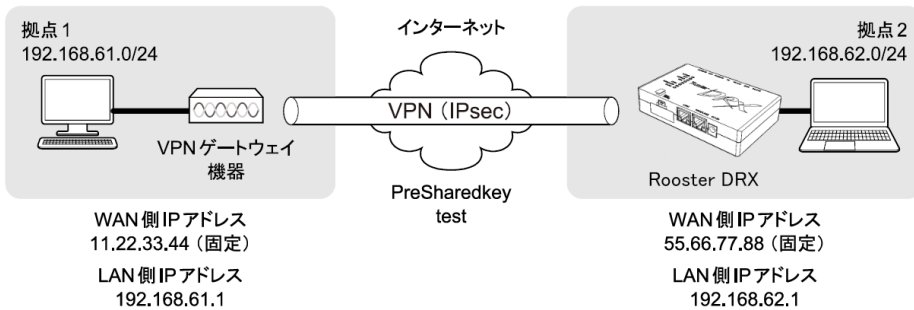 拠点1
192.168.61.0/24
VPNゲートウェイ
機器
WAN側IPアドレス
11.22.33.44（固定）
LAN側IPアドレス
192.168.61.1
インターネット
VPN（IPsec）
PreSharedkey
test
拠点2
192.168.62.0/24
DRX
Rooster DRX
WAN側IPアドレス
55.66.77.88（固定）
LAN側IPアドレス
192.168.62.1